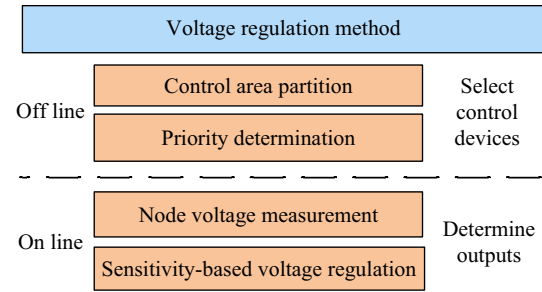 Voltage regulation method
Off line
Control area partition
Priority determination
Select
control
devices
On line
Node voltage measurement
Sensitivity-based voltage regulation
Determine
outputs